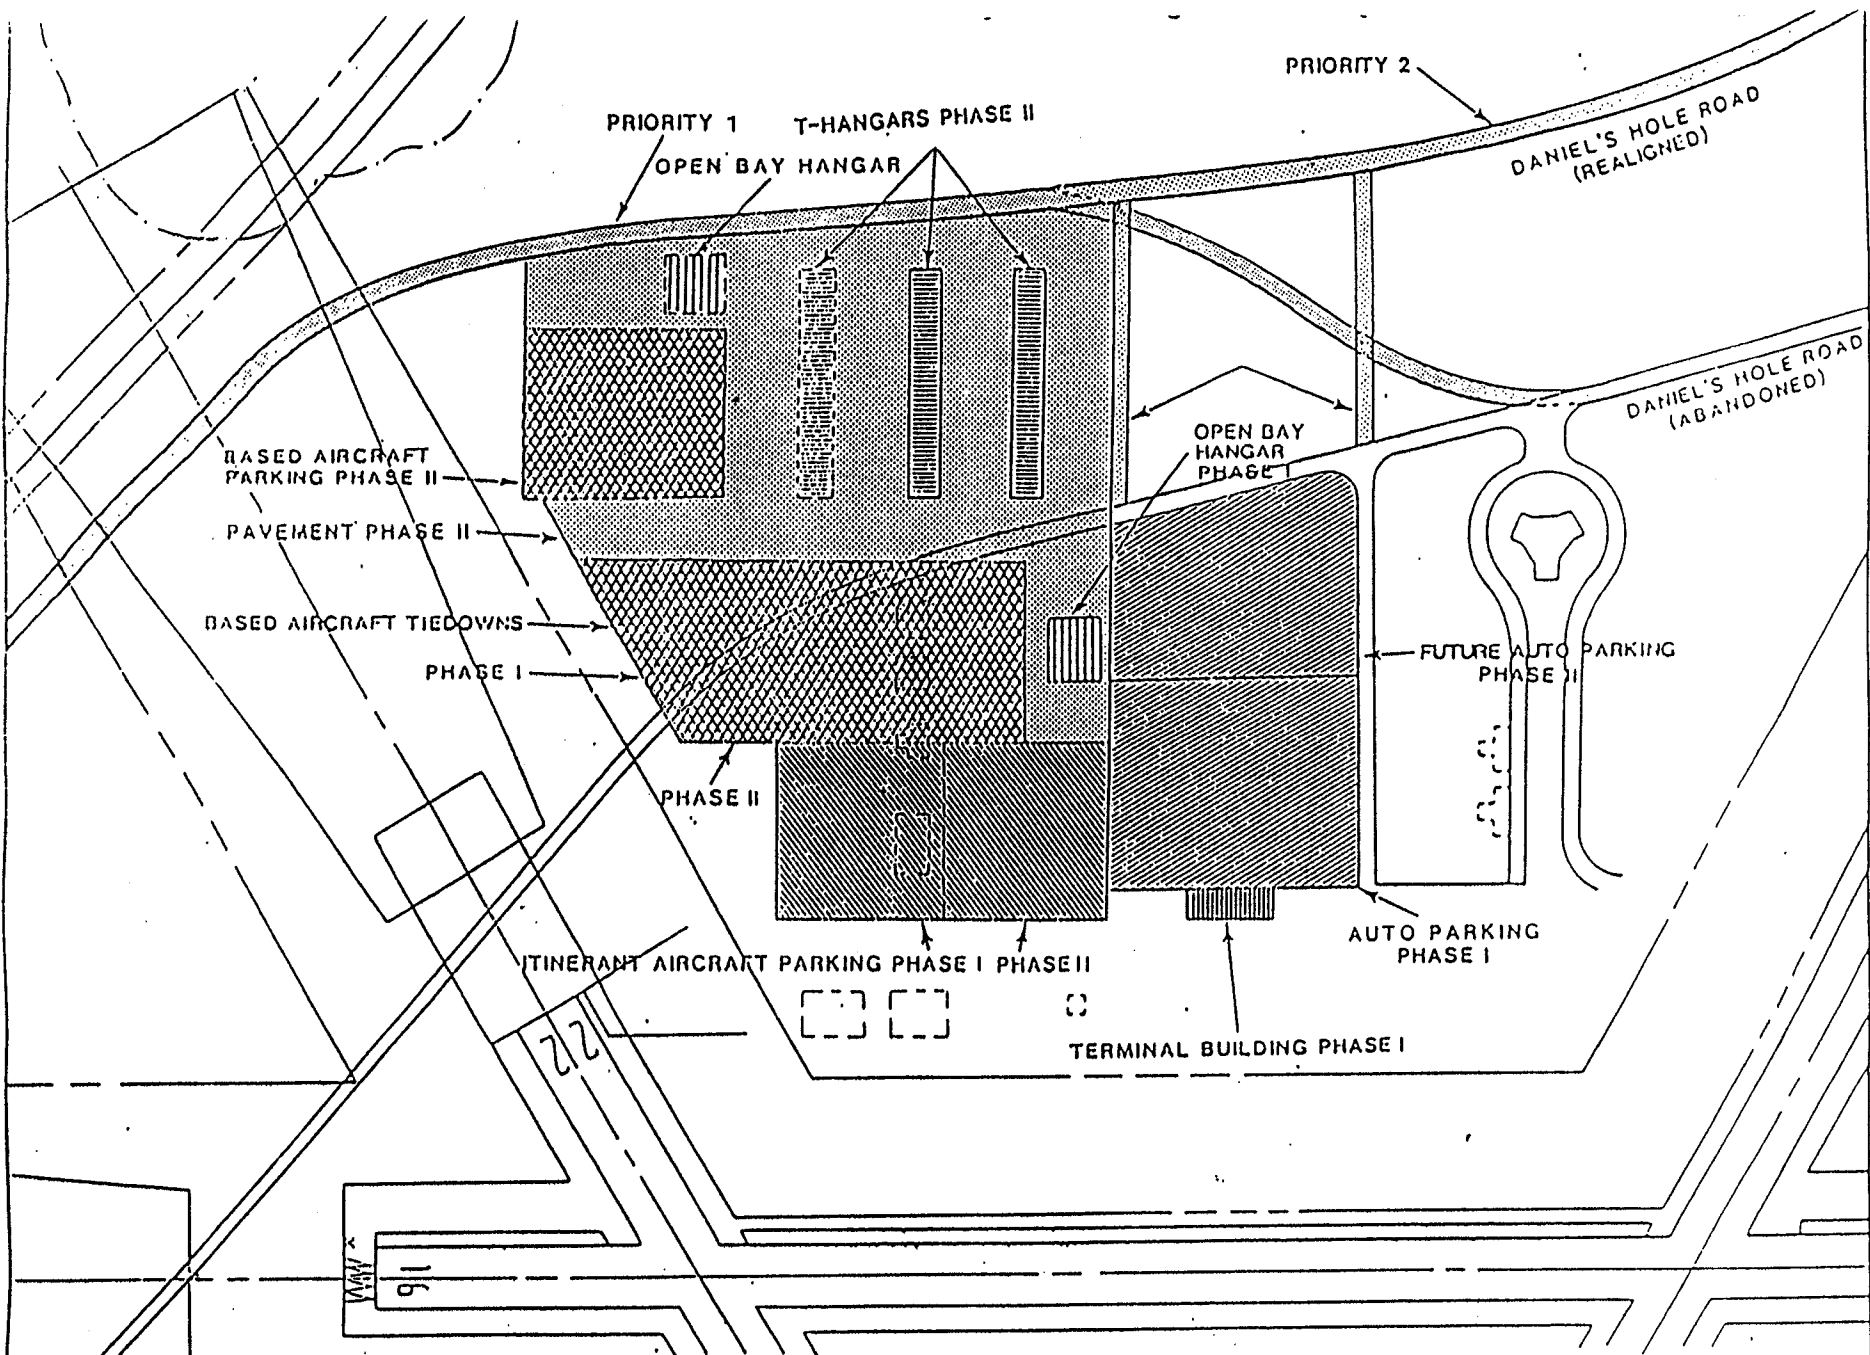 PRIORITY 2
PRIORITY 1
T-HANGARS PHASE II
OPEN BAY HANGAR
DANIEL'S HOLE ROAD
(REALIGNED)
DANIEL'S HOLE ROAD
(ABANDONED)
OPEN BAY
HANGAR
PHASE I
BASED AIRCRAFT
PARKING PHASE II
PAVEMENT PHASE II
BASED AIRCRAFT TIEDOWNS
PHASE I
FUTURE AUTO PARKING
PHASE II
PHASE II
AUTO PARKING
PHASE I
ITINERANT AIRCRAFT PARKING PHASE I PHASE II
TERMINAL BUILDING PHASE I
22
16